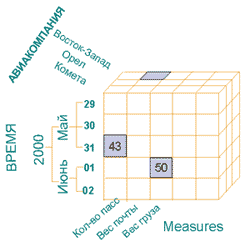 АВИАКОМПАНИЯ
Восток-Запад
Орел
Комета
ВРЕМЯ
2000
Май
Июнь
29
30
31
01
02
43
50
Кол-во пасс
Вес почты
Вас груза
Measures